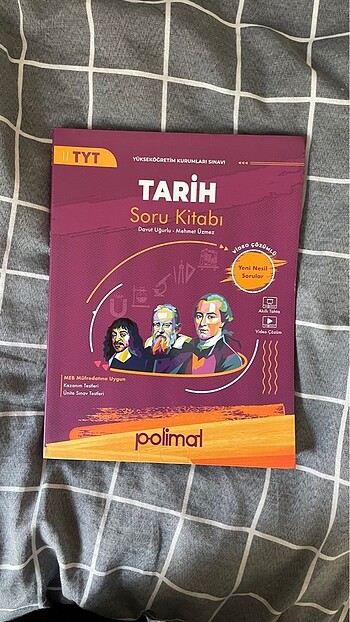 TYT
YÜKSEKÖĞRETİM KURUMLARI SINAVI
TARİH
Soru Kitabı
Davut Uğurlu - Mehmet Üzmez
VİDEO ÇÖZÜMLÜ
Yeni Nesil
Sorular
Akıllı Tahta
Video Çözüm
MEB Müfredatına Uygun
Kazanım Testleri
Ünite Sınav Testleri
polimat